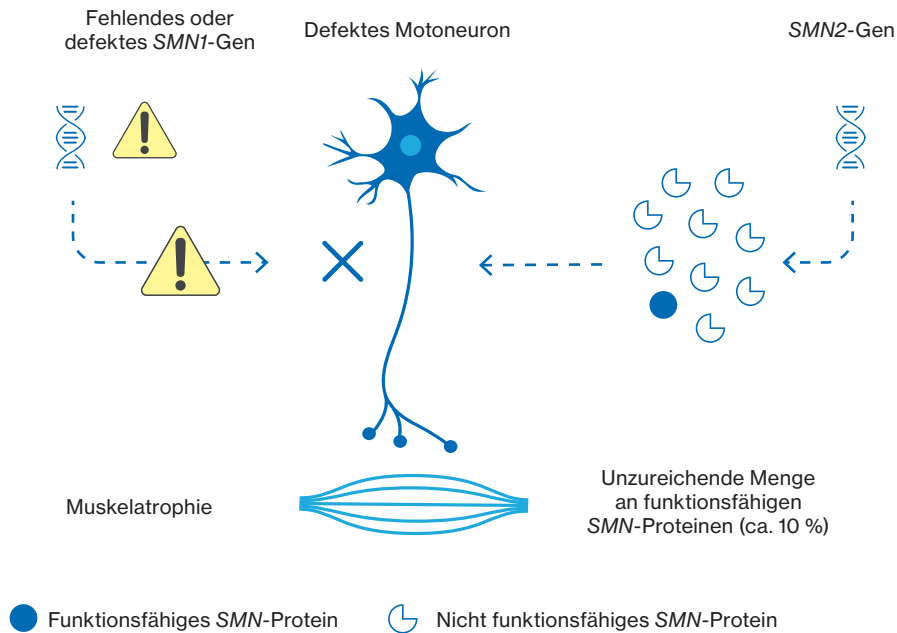 Fehlendes oder
defektes SMN1-Gen
Defektes Motoneuron
SMN2-Gen
Muskelatrophie
Unzureichende Menge
an funktionsfähigen
SMN-Proteinen (ca. 10 %)
Funktionsfähiges SMN-Protein
Nicht funktionsfähiges SMN-Protein